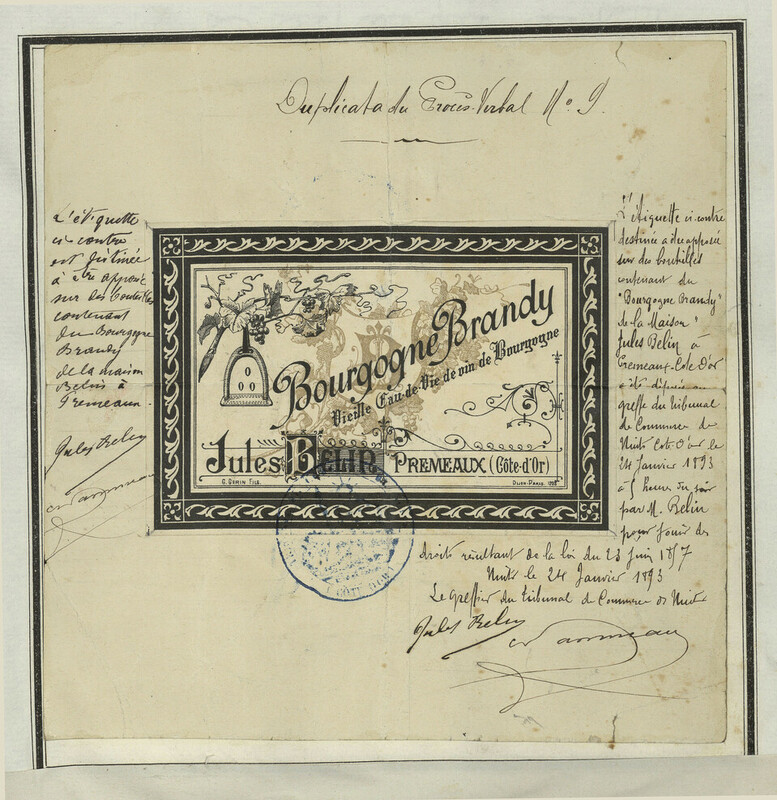 Duplicata du Procès-Verbal No 9.
L'étiquette
ci contre
est destinée
à etre apposée
sur des bouteilles
contenant
du Bourgogne
Brandy
de la maison
Belin à
Premeaux.
Jules Belin
Bourgogne Brandy
Vieille Eau-de-Vie de vin de Bourgogne
Jules BELIN PREMEAUX (Côte-d'Or)
L'étiquette ci contre
destinée a être apposée
sur des bouteilles
contenant du
"Bourgogne Brandy"
de la Maison
Jules Belin à
Premeaux-Côte d'Or
a été déposée au
greffe du tribunal
de Commerce de
Nuits Cote d'or le
24 Janvier 1893
à 5 heures du soir
par M. Belin
pour jouir des
droits résultant de la loi du 23 juin 1857
Nuits le 24 Janvier 1893
Le greffier du tribunal de Commerce de Nuits
Jules Belin
CÔTE D'OR